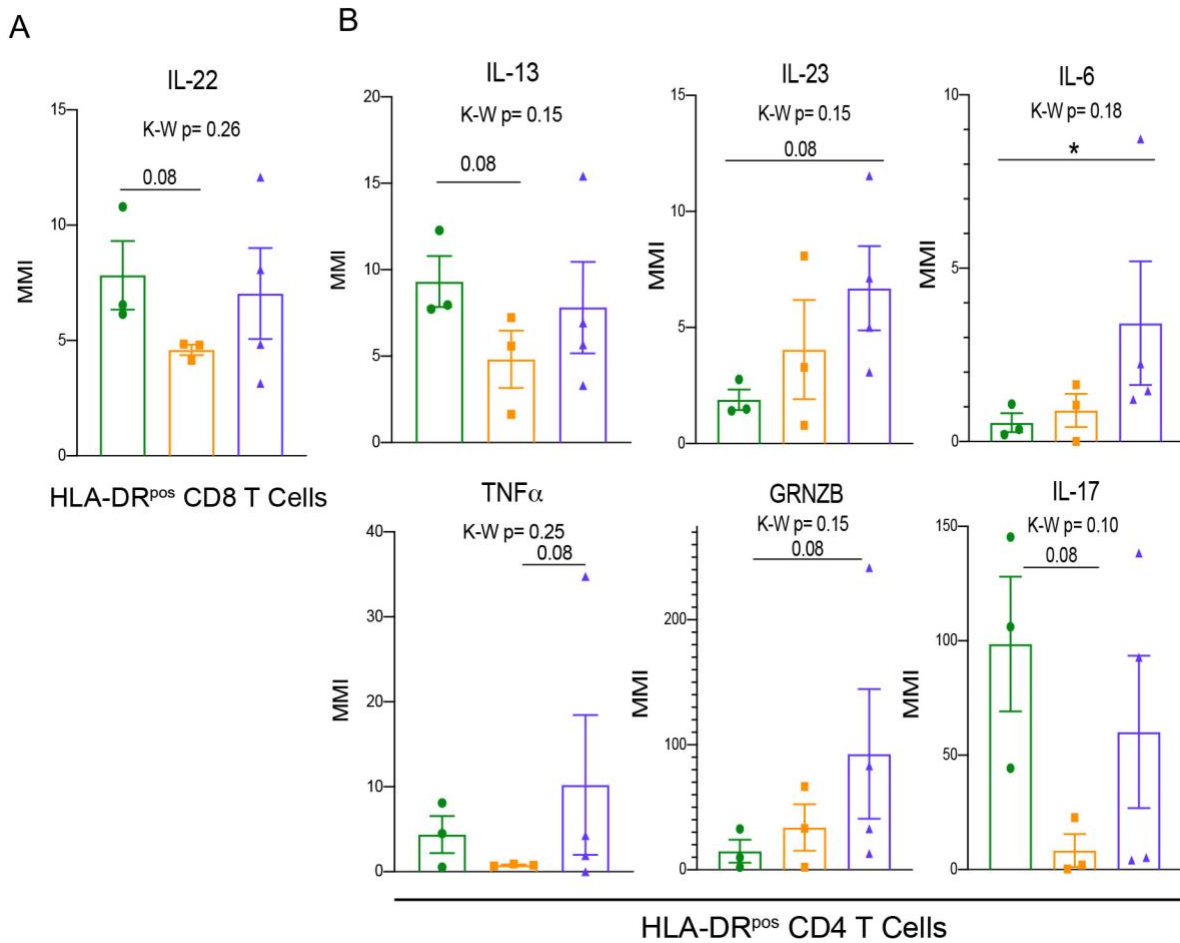 A
IL-22
15
K-W p= 0.26
0.08
10
MMI
5
0
HLA-DRᵖᵒˢ CD8 T Cells
B
IL-13
20
K-W p= 0.15
0.08
15
MMI
10
5
0
IL-23
15
K-W p= 0.15
0.08
10
MMI
5
0
IL-6
10
K-W p= 0.18
*
MMI
5
0
TNFα
40
K-W p= 0.25
0.08
30
MMI
20
10
0
GRNZB
K-W p= 0.15
0.08
200
MMI
100
0
IL-17
150
K-W p= 0.10
0.08
100
MMI
50
0
HLA-DRᵖᵒˢ CD4 T Cells